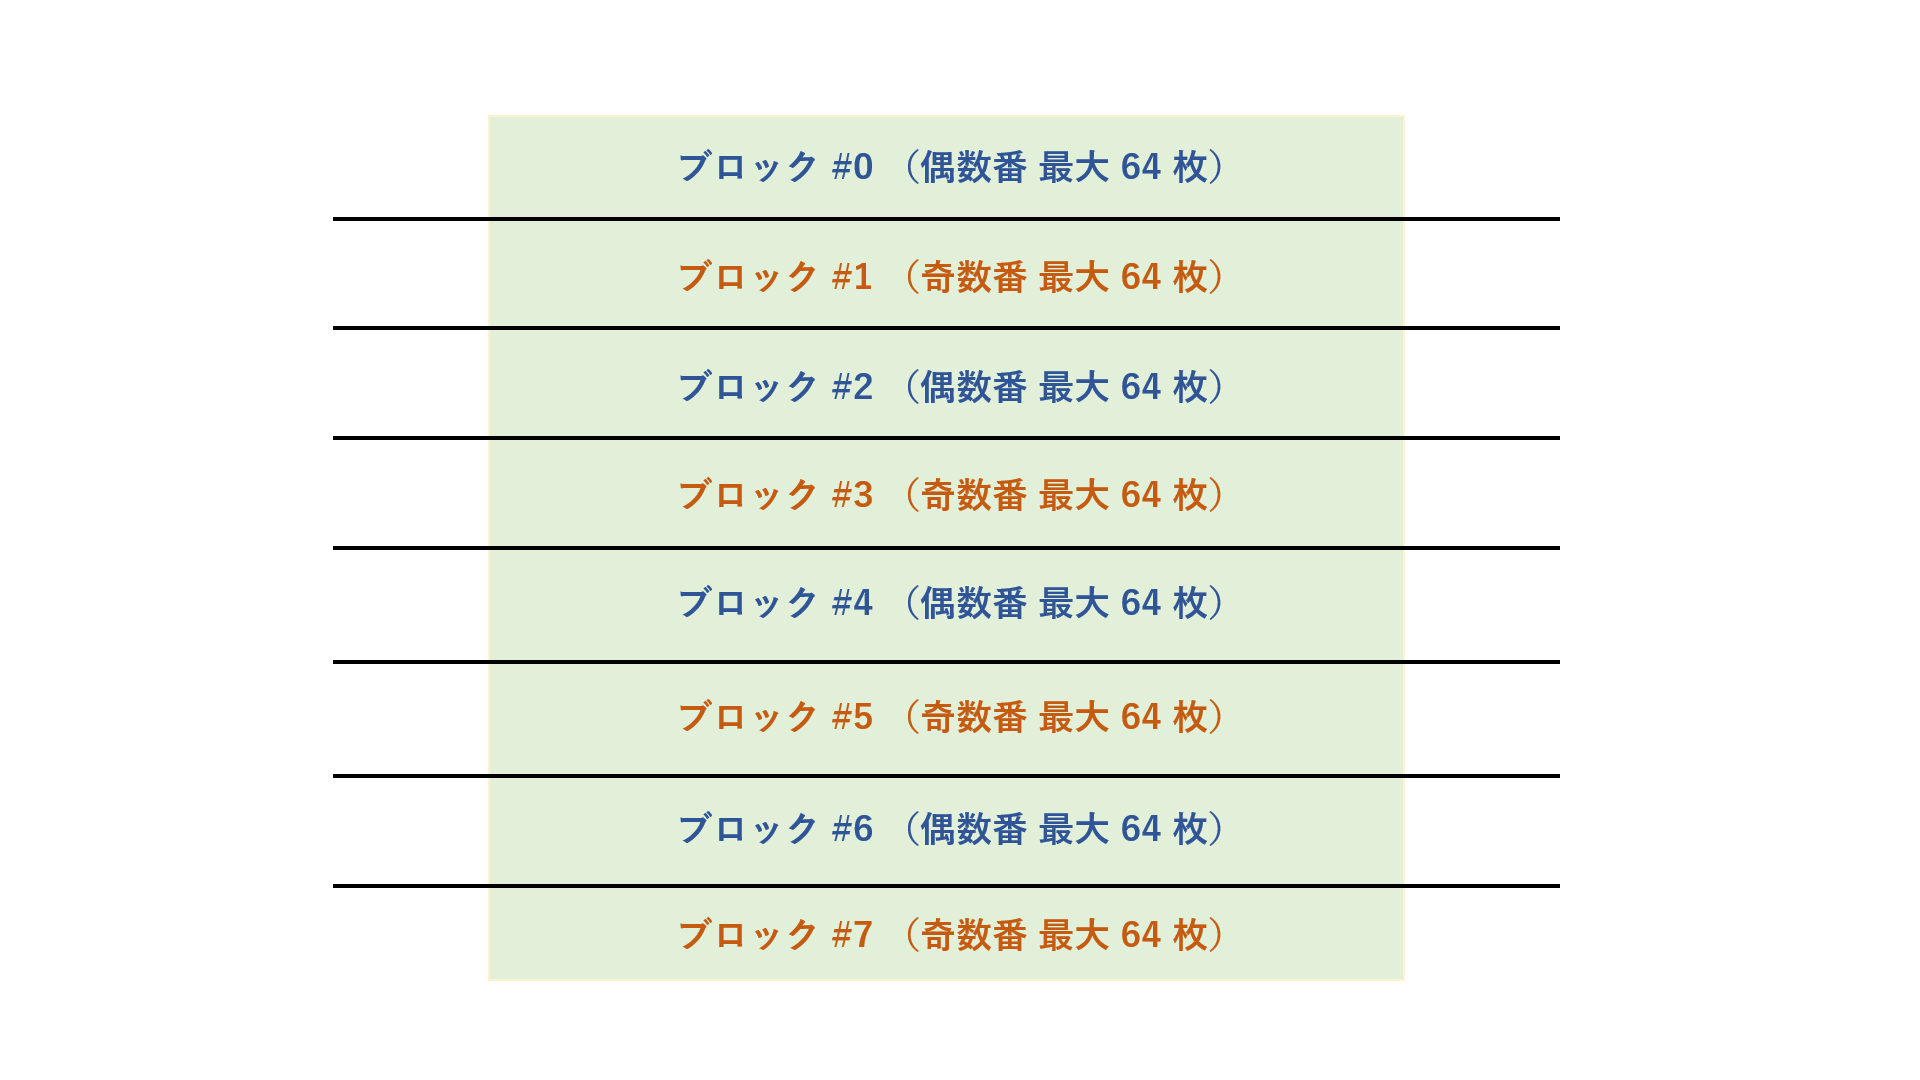 ブロック #0 （偶数番 最大 64 枚）
ブロック #1 （奇数番 最大 64 枚）
ブロック #2 （偶数番 最大 64 枚）
ブロック #3 （奇数番 最大 64 枚）
ブロック #4 （偶数番 最大 64 枚）
ブロック #5 （奇数番 最大 64 枚）
ブロック #6 （偶数番 最大 64 枚）
ブロック #7 （奇数番 最大 64 枚）